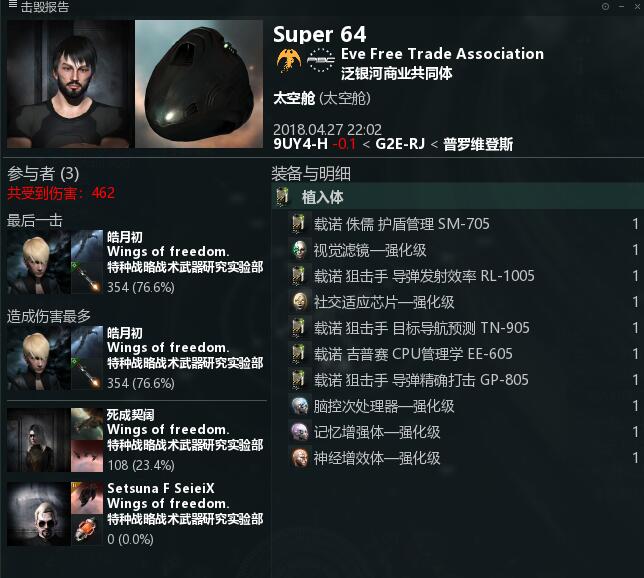 击毁报告
Super 64
Eve Free Trade Association
泛银河商业共同体
太空舱 (太空舱)
2018.04.27 22:02
9UY4-H -0.1 < G2E-RJ < 普罗维登斯
参与者 (3)
共受到伤害: 462
最后一击
皓月初
Wings of freedom.
特种战略战术武器研究实验部
354 (76.6%)
造成伤害最多
皓月初
Wings of freedom.
特种战略战术武器研究实验部
354 (76.6%)
死成契阔
Wings of freedom.
特种战略战术武器研究实验部
108 (23.4%)
Setsuna F SeieiX
Wings of freedom.
特种战略战术武器研究实验部
0 (0.0%)
装备与明细
植入体
载诺 侏儒 护盾管理 SM-705 1
视觉滤镜—强化级 1
载诺 狙击手 导弹发射效率 RL-1005 1
社交适应芯片—强化级 1
载诺 狙击手 目标导航预测 TN-905 1
载诺 吉普赛 CPU管理学 EE-605 1
载诺 狙击手 导弹精确打击 GP-805 1
脑控次处理器—强化级 1
记忆增强体—强化级 1
神经增效体—强化级 1